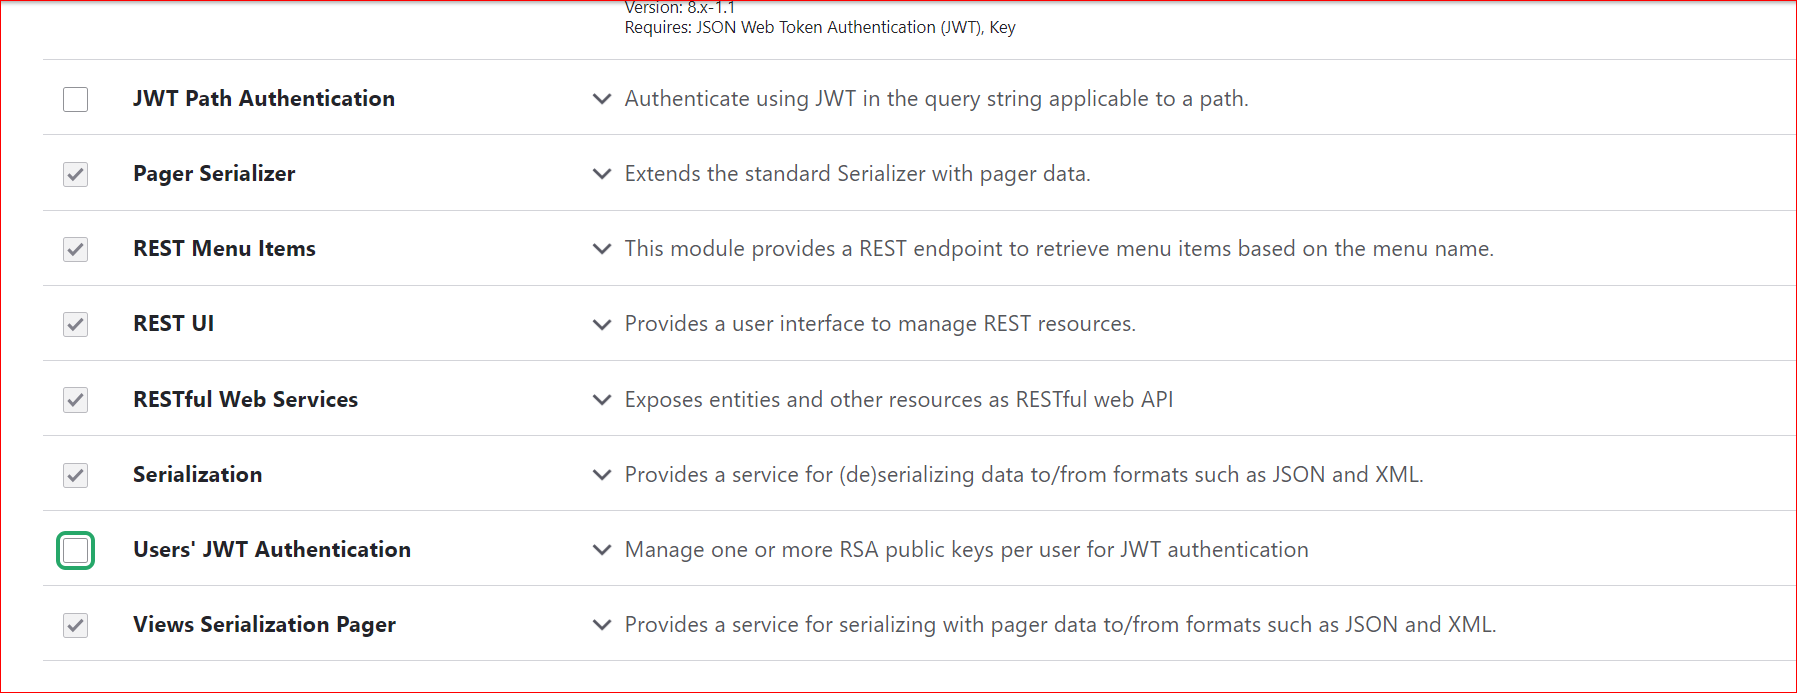 Version: 8.x-1.1
Requires: JSON Web Token Authentication (JWT), Key
JWT Path Authentication
Authenticate using JWT in the query string applicable to a path.
Pager Serializer
Extends the standard Serializer with pager data.
REST Menu Items
This module provides a REST endpoint to retrieve menu items based on the menu name.
REST UI
Provides a user interface to manage REST resources.
RESTful Web Services
Exposes entities and other resources as RESTful web API
Serialization
Provides a service for (de)serializing data to/from formats such as JSON and XML.
Users' JWT Authentication
Manage one or more RSA public keys per user for JWT authentication
Views Serialization Pager
Provides a service for serializing with pager data to/from formats such as JSON and XML.